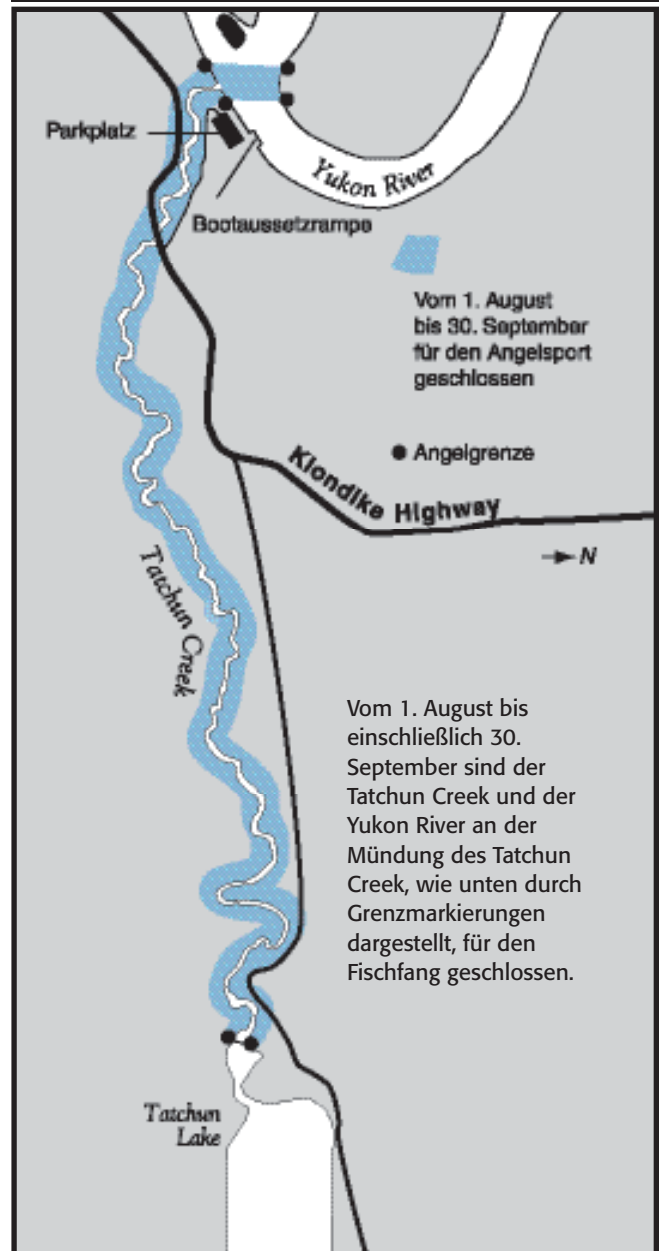 Parkplatz
Yukon River
Bootaussetzrampe
Vom 1. August
bis 30. September
für den Angelsport
geschlossen
Angelgrenze
Klondike Highway
N
Tatchun Creek
Vom 1. August bis
einschließlich 30.
September sind der
Tatchun Creek und der
Yukon River an der
Mündung des Tatchun
Creek, wie unten durch
Grenzmarkierungen
dargestellt, für den
Fischfang geschlossen.
Tatchun
Lake